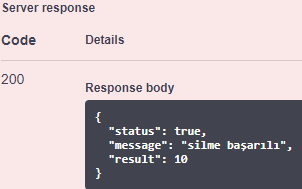 Server response
Code Details
200
Response body
{
"status": true,
"message": "silme başarılı",
"result": 10
}